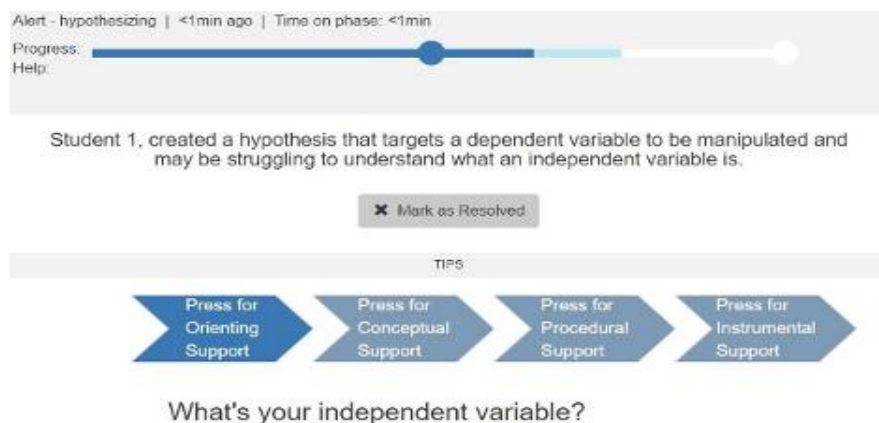 Alert - hypothesizing | <1min ago | Time on phase: <1min
Progress:
Help:
Student 1, created a hypothesis that targets a dependent variable to be manipulated and
may be struggling to understand what an independent variable is.
✖ Mark as Resolved
TIPS
Press for Orienting Support
Press for Conceptual Support
Press for Procedural Support
Press for Instrumental Support
What's your independent variable?